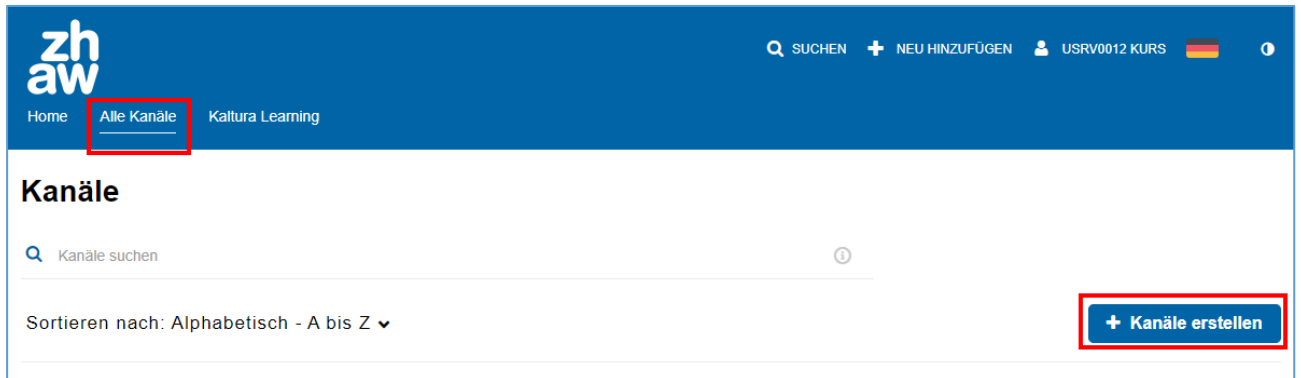 zh
aw
SUCHEN NEU HINZUFÜGEN USRV0012 KURS
Home Alle Kanäle Kaltura Learning
Kanäle
Kanäle suchen
Sortieren nach: Alphabetisch - A bis Z
+ Kanäle erstellen